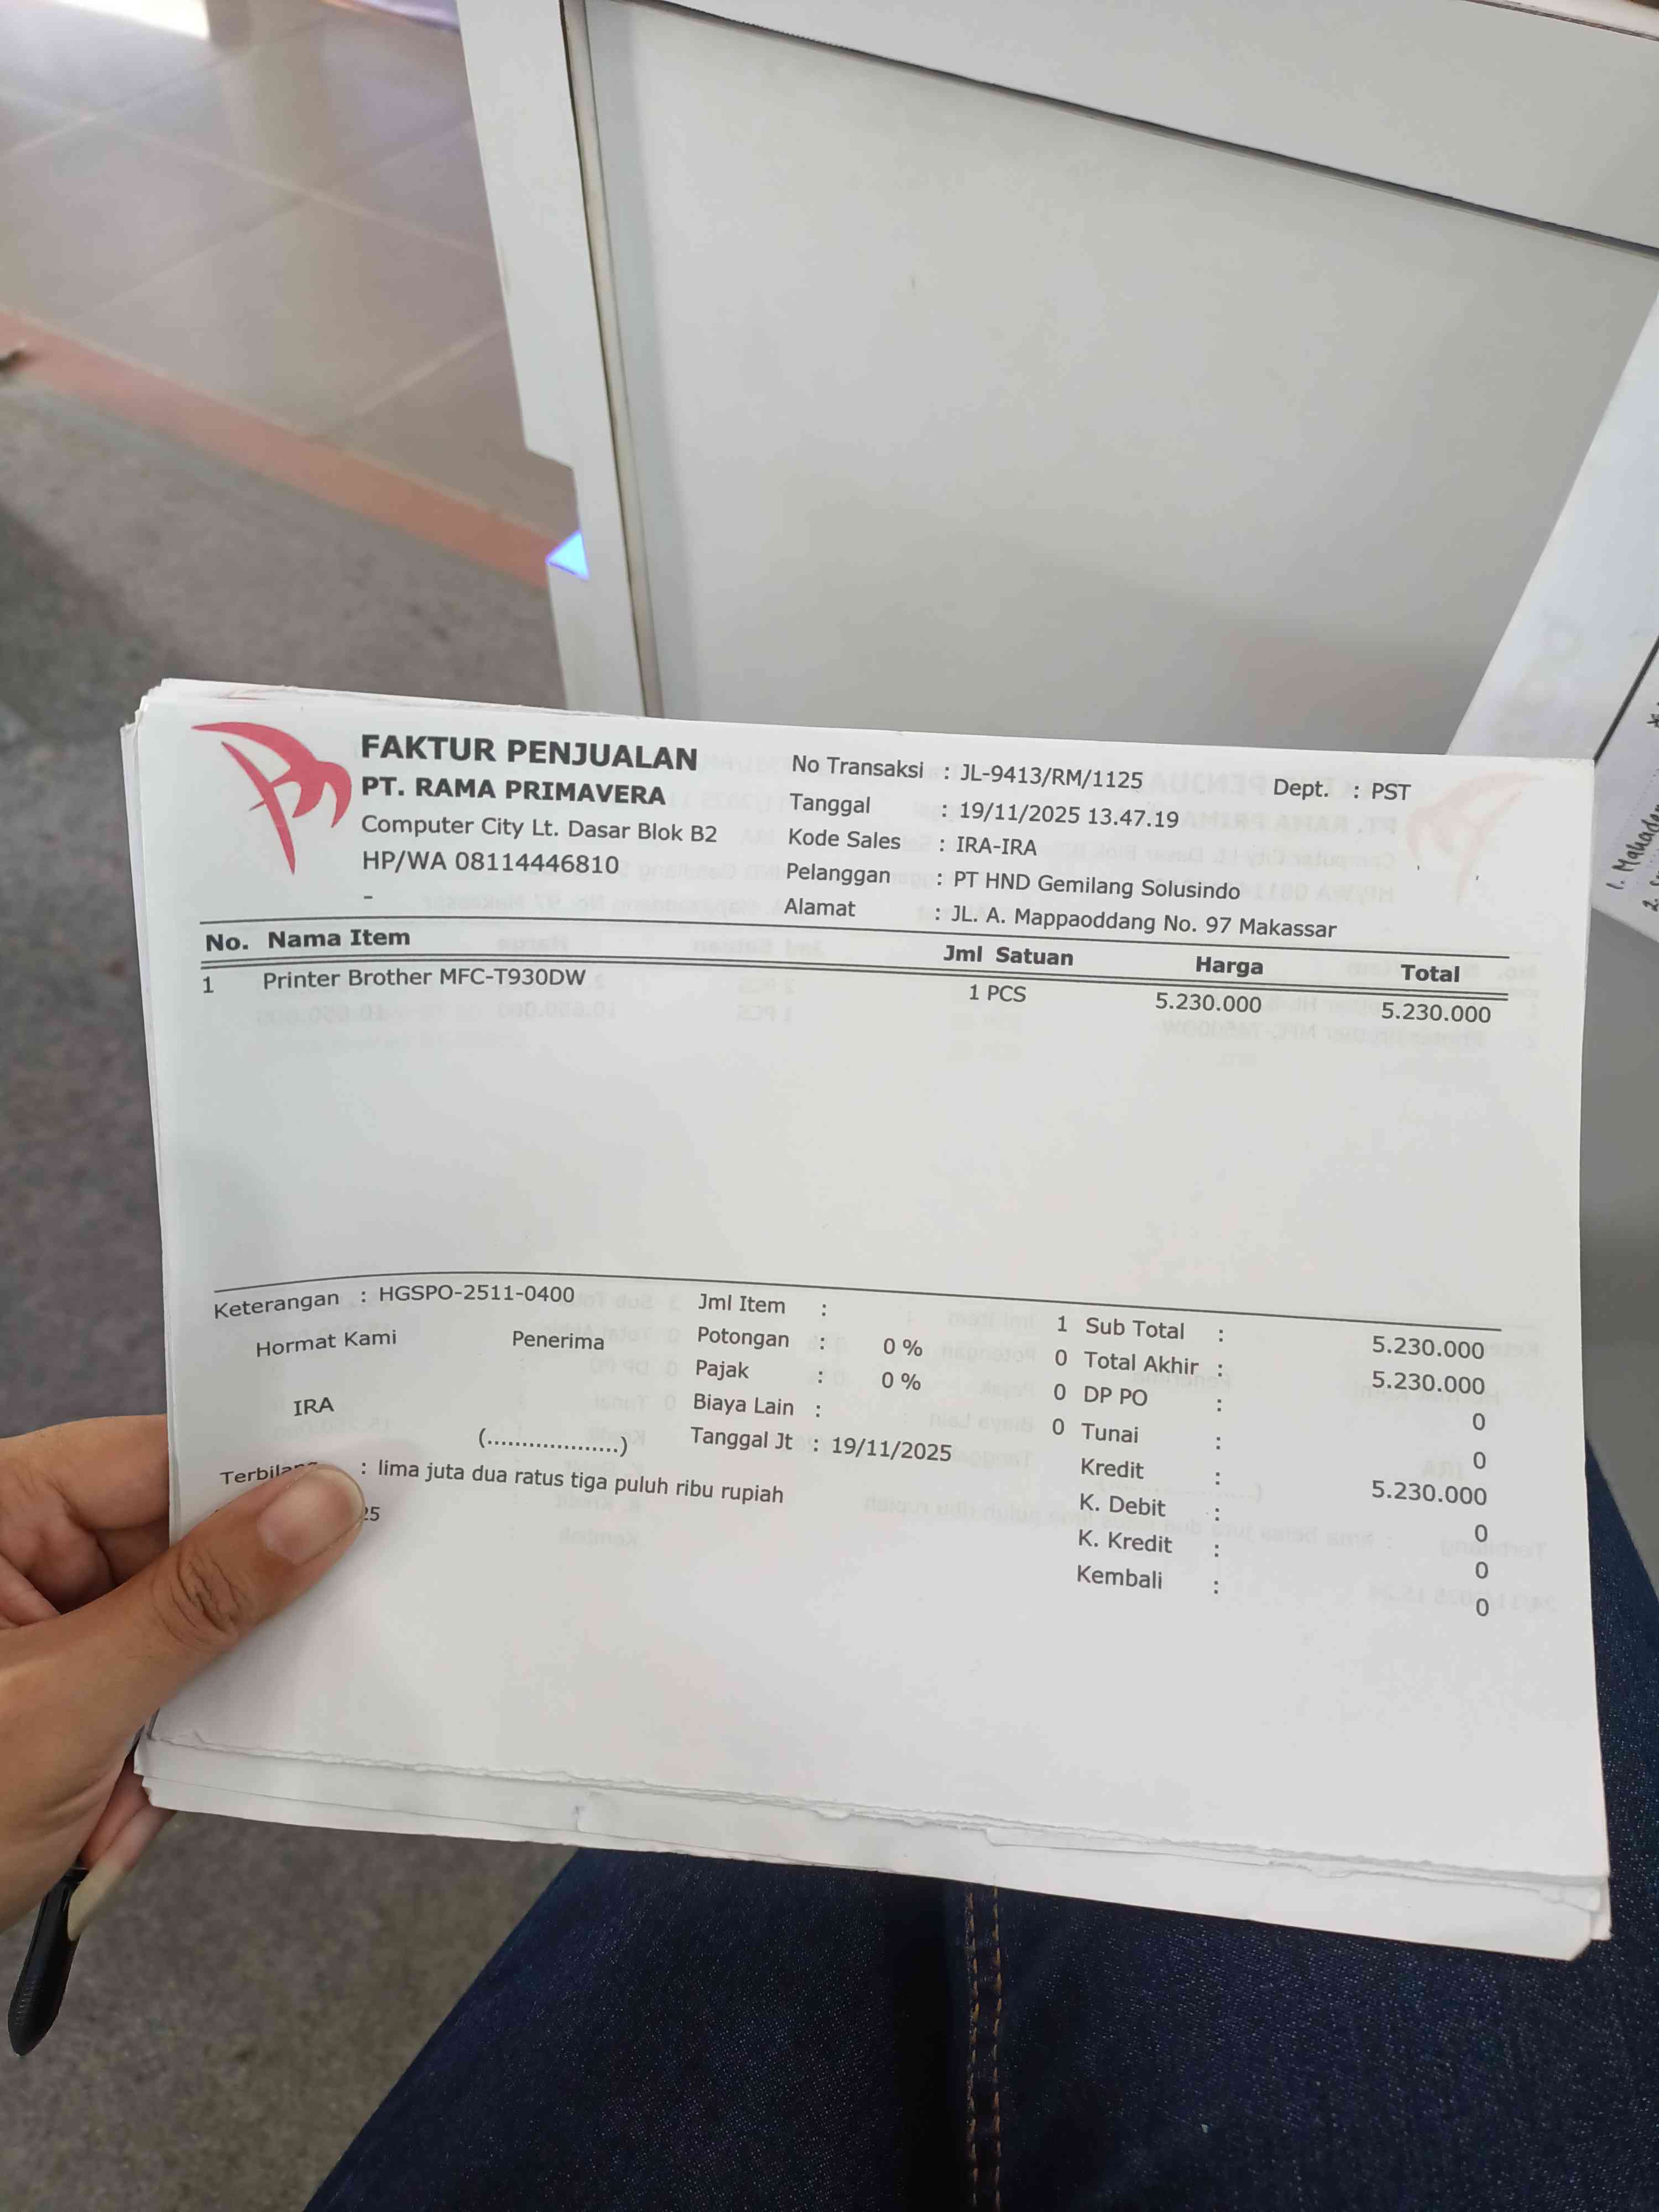 FAKTUR PENJUALAN
PT. RAMA PRIMAVERA
Computer City Lt. Dasar Blok B2
HP/WA 08114446810
-
No Transaksi : JL-9413/RM/1125 Dept. : PST
Tanggal : 19/11/2025 13.47.19
Kode Sales : IRA-IRA
Pelanggan : PT HND Gemilang Solusindo
Alamat : JL. A. Mappaoddang No. 97 Makassar
No. Nama Item Jml Satuan Harga Total
1 Printer Brother MFC-T930DW 1 PCS 5.230.000 5.230.000
Keterangan : HGSPO-2511-0400
Hormat Kami Penerima
IRA
(...................)
Jml Item : 1
Potongan : 0 % 0
Pajak : 0 % 0
Biaya Lain : 0
Tanggal Jt : 19/11/2025
Sub Total : 5.230.000
Total Akhir : 5.230.000
DP PO : 0
Tunai : 0
Kredit : 5.230.000
K. Debit : 0
K. Kredit : 0
Kembali : 0
: lima juta dua ratus tiga puluh ribu rupiah
1. 
2.